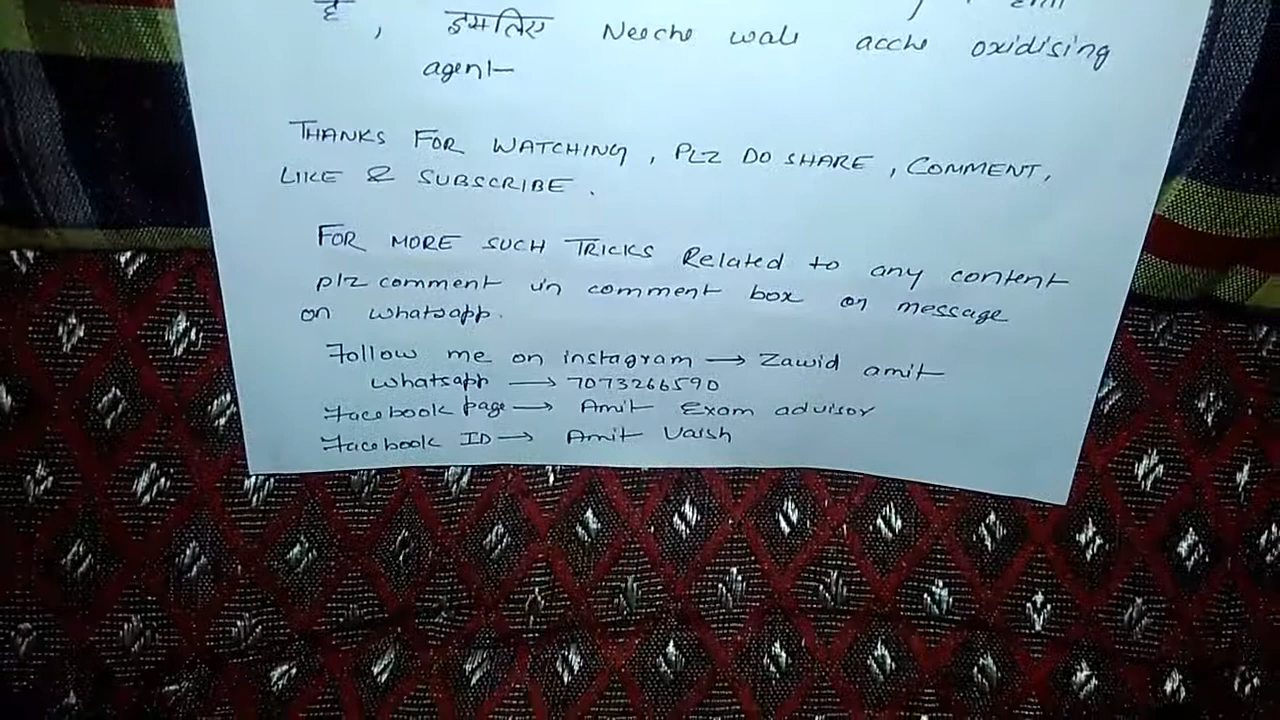 है, इसलिए Neeche wale acche oxidising
agent
THANKS FOR WATCHING, PLZ DO SHARE, COMMENT,
LIKE & SUBSCRIBE.
FOR MORE SUCH TRICKS Related to any content
plz comment in comment box or message
on whatsapp.
Follow me on instagram → Zawid amit
Whatsapp → 7073266590
Facebook page → Amit Exam advisor
Facebook ID → Amit Vaish